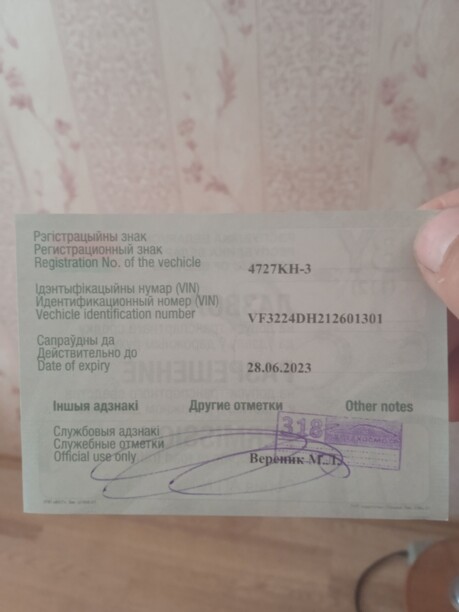 Рэгістрацыйны знак
Регистрационный знак
Registration No. of the vechicle 4727KH-3
Ідэнтыфікацыйны нумар (VIN)
Идентификационный номер (VIN)
Vechicle identification number VF3224DH212601301
Сапраўдны да
Действительно до
Date of expiry 28.06.2023
Іншыя адзнакі Другие отметки Other notes
Службовыя адзнакі
Служебные отметки
Official use only Вереник М.Л.
318